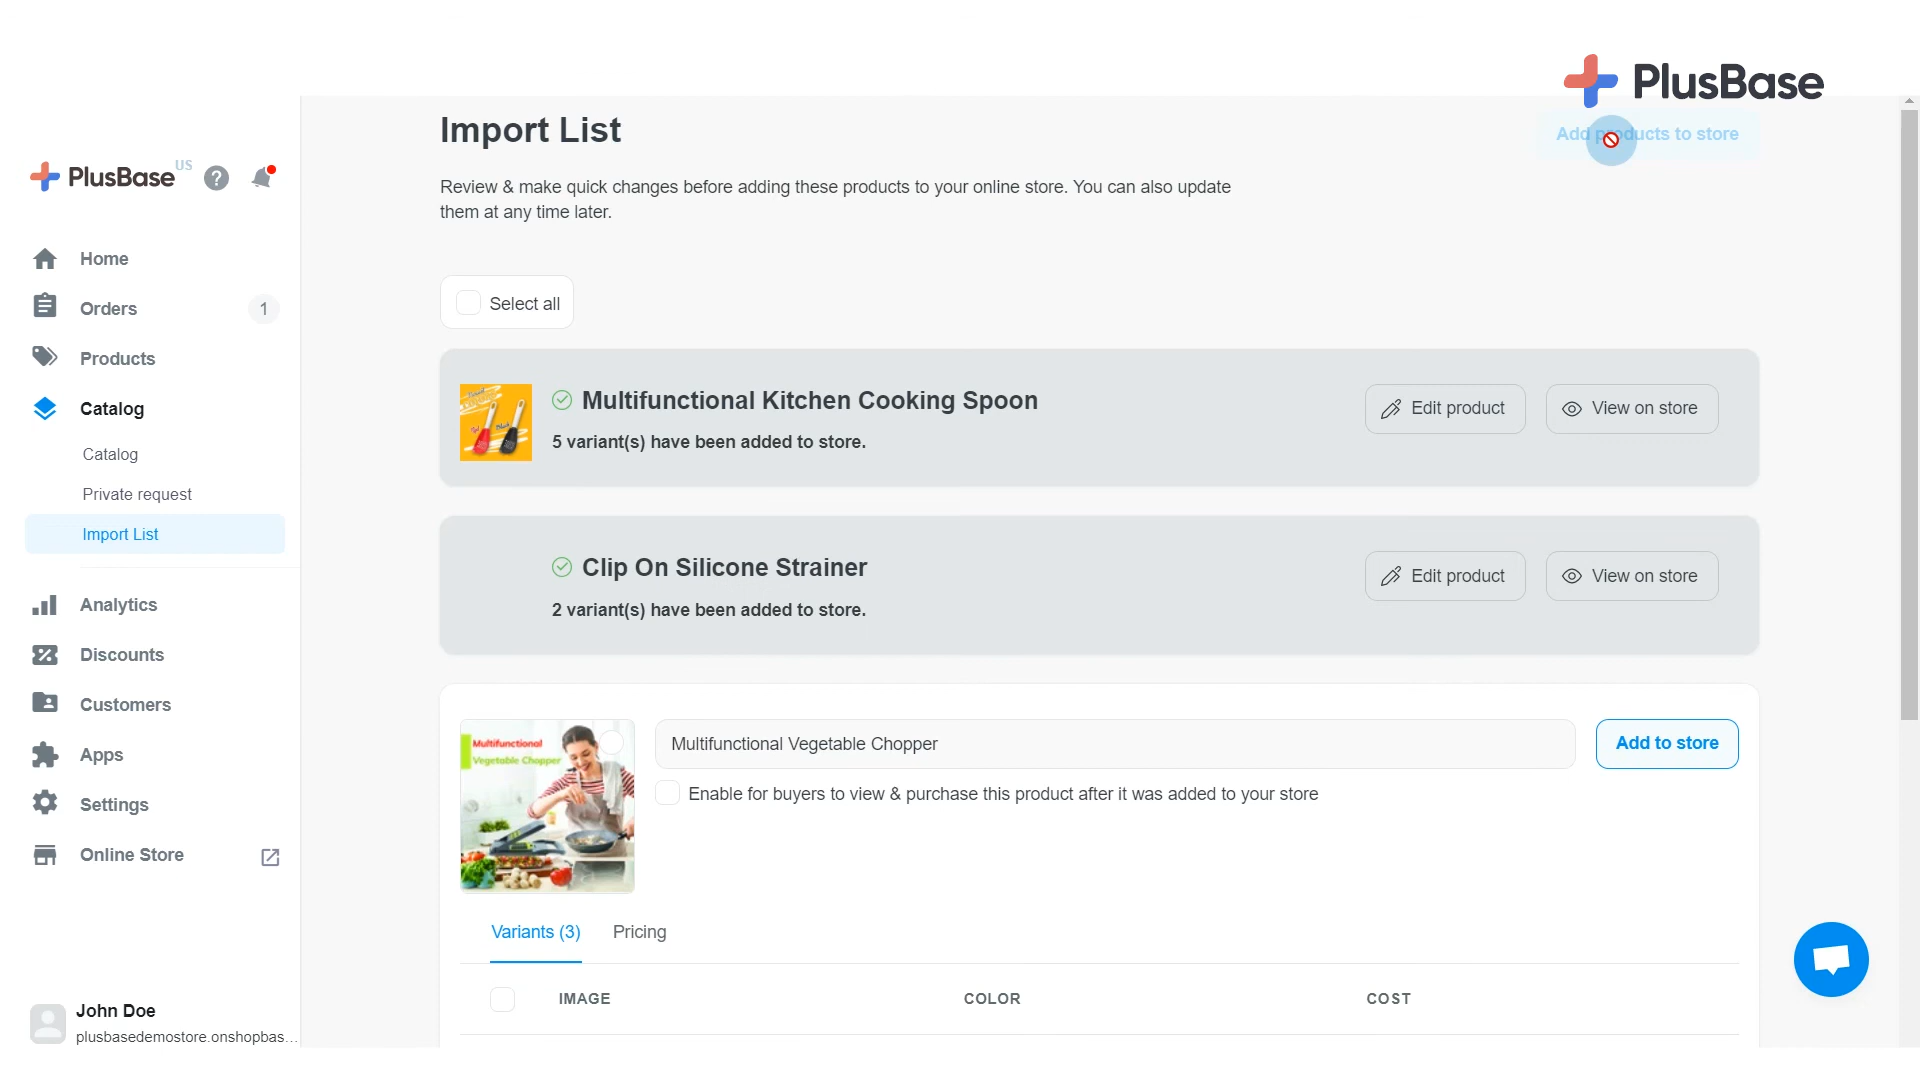 PlusBase
Import List
Add products to store
PlusBase US
?
Review & make quick changes before adding these products to your online store. You can also update
them at any time later.
Home
Orders 1
Products
Catalog
Catalog
Private request
Import List
Analytics
Discounts
Customers
Apps
Settings
Online Store
John Doe
plusbasedemostore.onshopbas...
Select all
Multifunctional Kitchen Cooking Spoon
5 variant(s) have been added to store.
Edit product
View on store
Clip On Silicone Strainer
2 variant(s) have been added to store.
Edit product
View on store
Multifunctional
Vegetable Chopper
Multifunctional Vegetable Chopper
Add to store
Enable for buyers to view & purchase this product after it was added to your store
Variants (3) Pricing
IMAGE COLOR COST